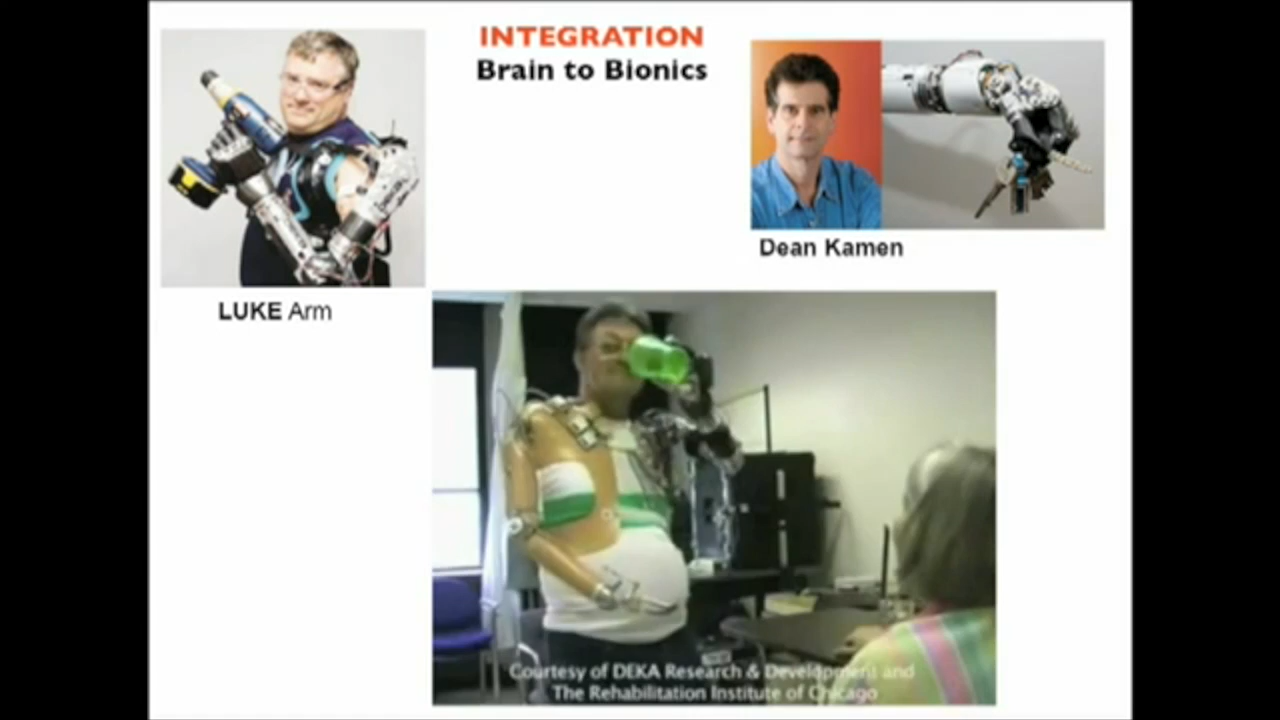 INTEGRATION
Brain to Bionics
Dean Kamen
LUKE Arm
Courtesy of DEKA Research & Development and
The Rehabilitation Institute of Chicago